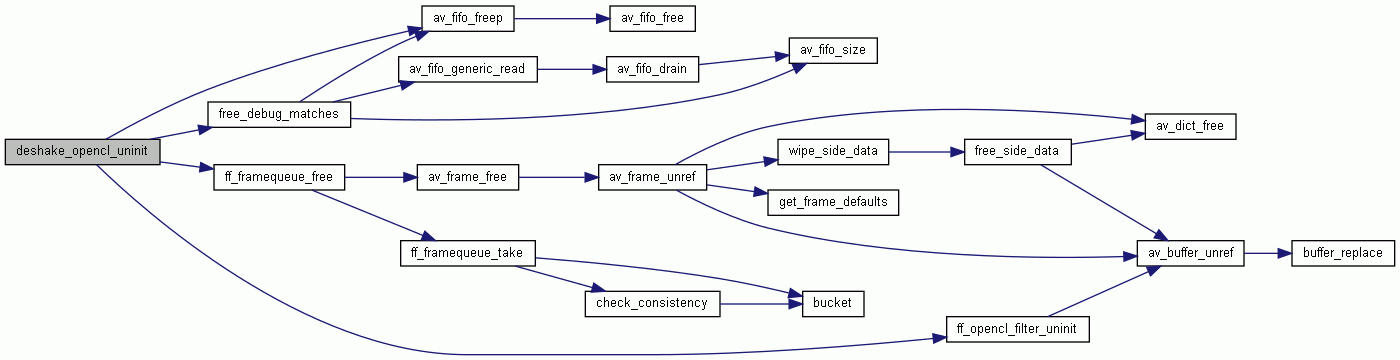 av_fifo_freep
av_fifo_free
av_fifo_size
av_fifo_generic_read
av_fifo_drain
free_debug_matches
av_dict_free
deshake_opencl_uninit
wipe_side_data
free_side_data
ff_framequeue_free
av_frame_free
av_frame_unref
get_frame_defaults
ff_framequeue_take
av_buffer_unref
buffer_replace
check_consistency
bucket
ff_opencl_filter_uninit